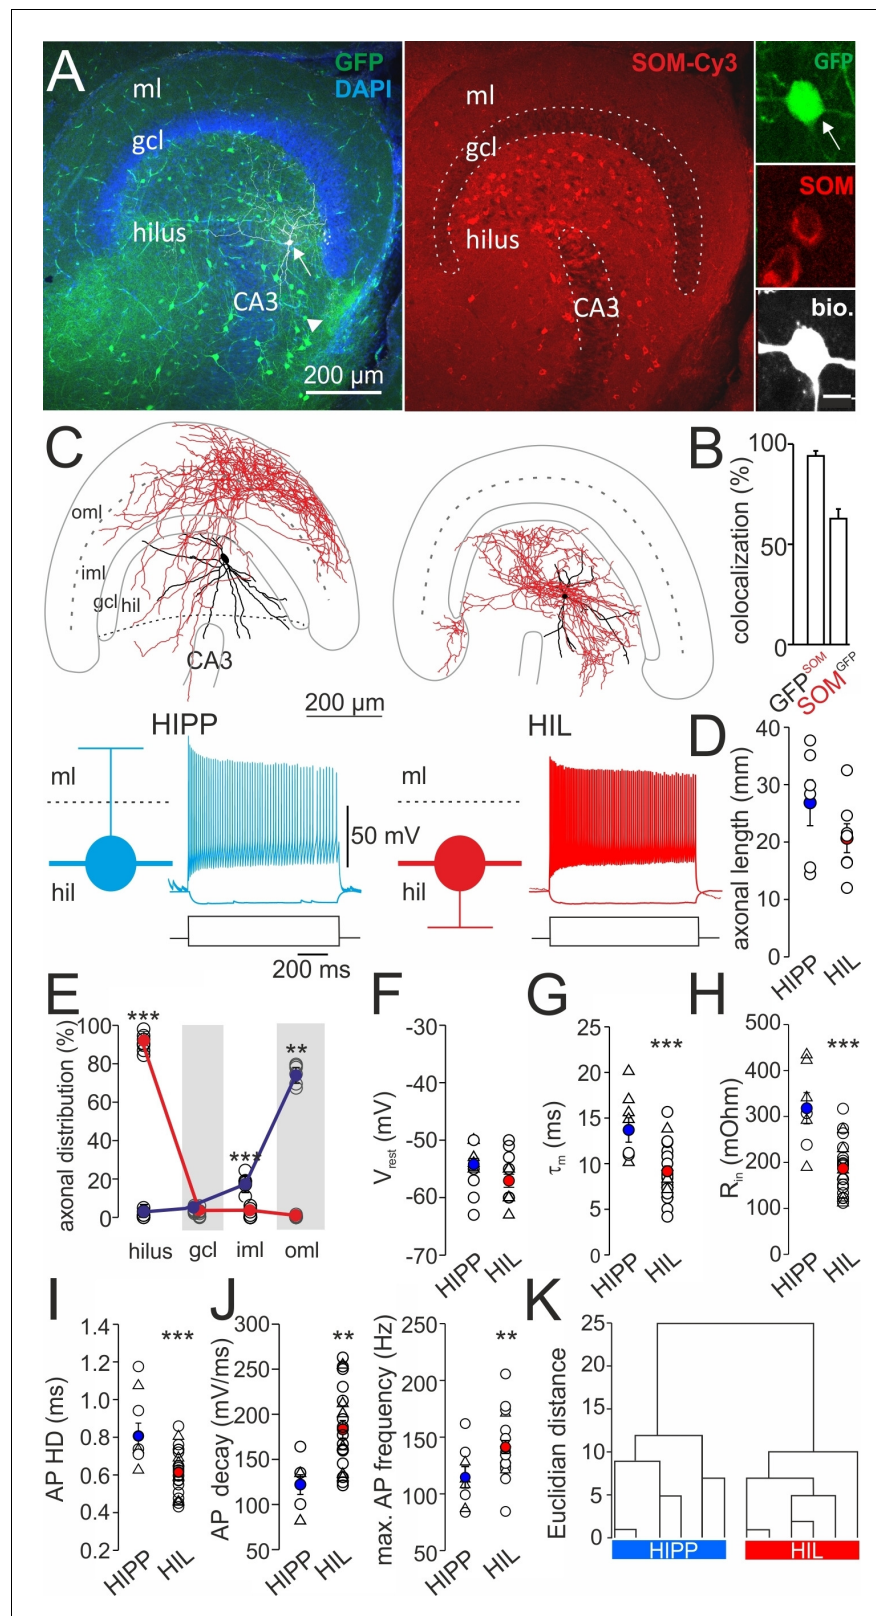 A
GFP
DAPI
ml
gcl
hilus
CA3
200 µm
SOM-Cy3
ml
gcl
hilus
CA3
GFP
SOM
bio.
C
oml
iml
gcl
hil
CA3
200 µm
B
colocalization (%)
100
50
0
GFP^SOM
SOM^GFP
HIPP
ml
hil
50 mV
200 ms
HIL
ml
hil
D
axonal length (mm)
40
30
20
10
0
HIPP
HIL
E
axonal distribution (%)
100
80
60
40
20
0
***
***
**
hilus
gcl
iml
oml
F
V_rest (mV)
-30
-40
-50
-60
-70
HIPP
HIL
G
τ_m (ms)
25
20
15
10
5
0
***
HIPP
HIL
H
R_in (mOhm)
500
400
300
200
100
0
***
HIPP
HIL
I
AP HD (ms)
1.4
1.2
1.0
0.8
0.6
0.4
0.2
***
HIPP
HIL
J
AP decay (mV/ms)
300
250
200
150
100
50
**
HIPP
HIL
max. AP frequency (Hz)
250
200
150
100
50
**
HIPP
HIL
K
Euclidian distance
25
20
15
10
5
0
HIPP
HIL